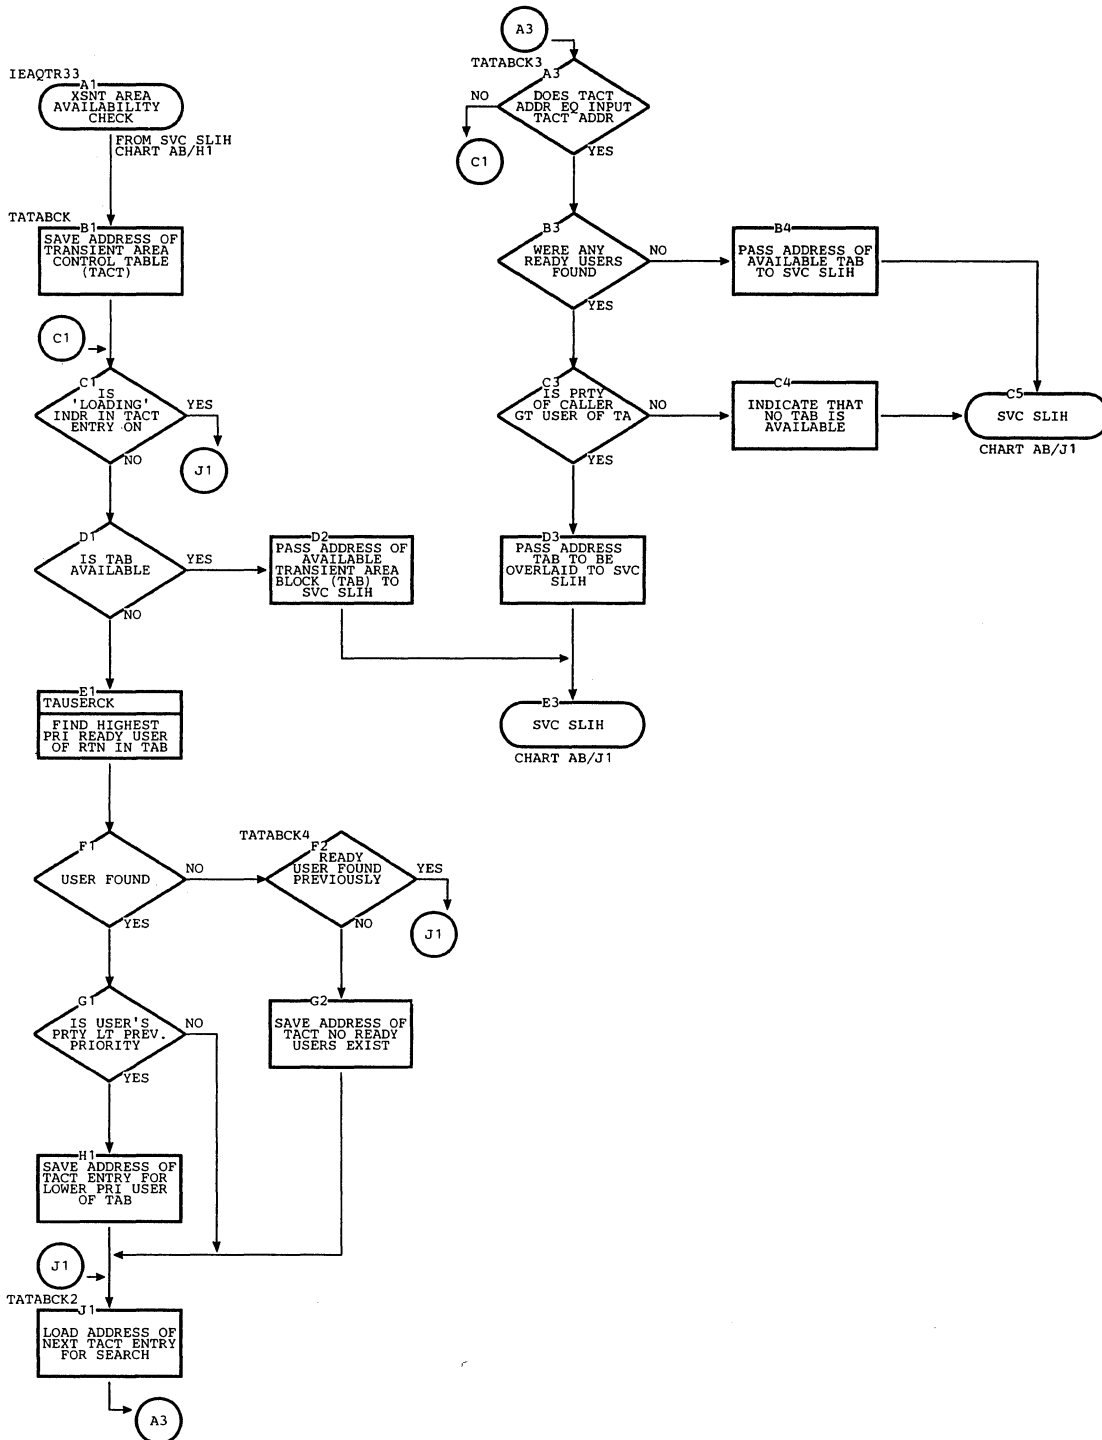 IEAQTR33
A1
XSNT AREA
AVAILABILITY
CHECK
FROM SVC SLIH
CHART AB/H1
TATABCK
B1
SAVE ADDRESS OF
TRANSIENT AREA
CONTROL TABLE
(TACT)
C1
C1
IS
'LOADING'
INDR IN TACT
ENTRY ON
YES
J1
NO
D1
IS TAB
AVAILABLE
YES
NO
D2
PASS ADDRESS OF
AVAILABLE
TRANSIENT AREA
BLOCK (TAB) TO
SVC SLIH
E1
TAUSERCK
FIND HIGHEST
PRI READY USER
OF RTN IN TAB
F1
USER FOUND
NO
YES
TATABCK4
F2
READY
USER FOUND
PREVIOUSLY
YES
J1
NO
G1
IS USER'S
PRTY LT PREV.
PRIORITY
NO
YES
G2
SAVE ADDRESS OF
TACT NO READY
USERS EXIST
H1
SAVE ADDRESS OF
TACT ENTRY FOR
LOWER PRI USER
OF TAB
J1
TATABCK2
J1
LOAD ADDRESS OF
NEXT TACT ENTRY
FOR SEARCH
A3
A3
TATABCK3
A3
DOES TACT
ADDR EQ INPUT
TACT ADDR
NO
C1
YES
B3
WERE ANY
READY USERS
FOUND
NO
YES
B4
PASS ADDRESS OF
AVAILABLE TAB
TO SVC SLIH
C3
IS PRTY
OF CALLER
GT USER OF TA
NO
YES
C4
INDICATE THAT
NO TAB IS
AVAILABLE
C5
SVC SLIH
CHART AB/J1
D3
PASS ADDRESS
TAB TO BE
OVERLAID TO SVC
SLIH
E3
SVC SLIH
CHART AB/J1